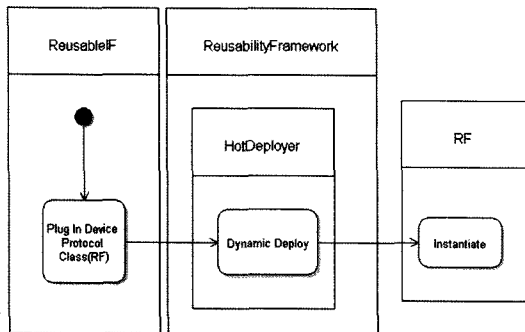 ReusableIF
ReusabilityFramework
HotDeployer
RF
Plug In Device
Protocol
Class(RF)
Dynamic Deploy
Instantiate